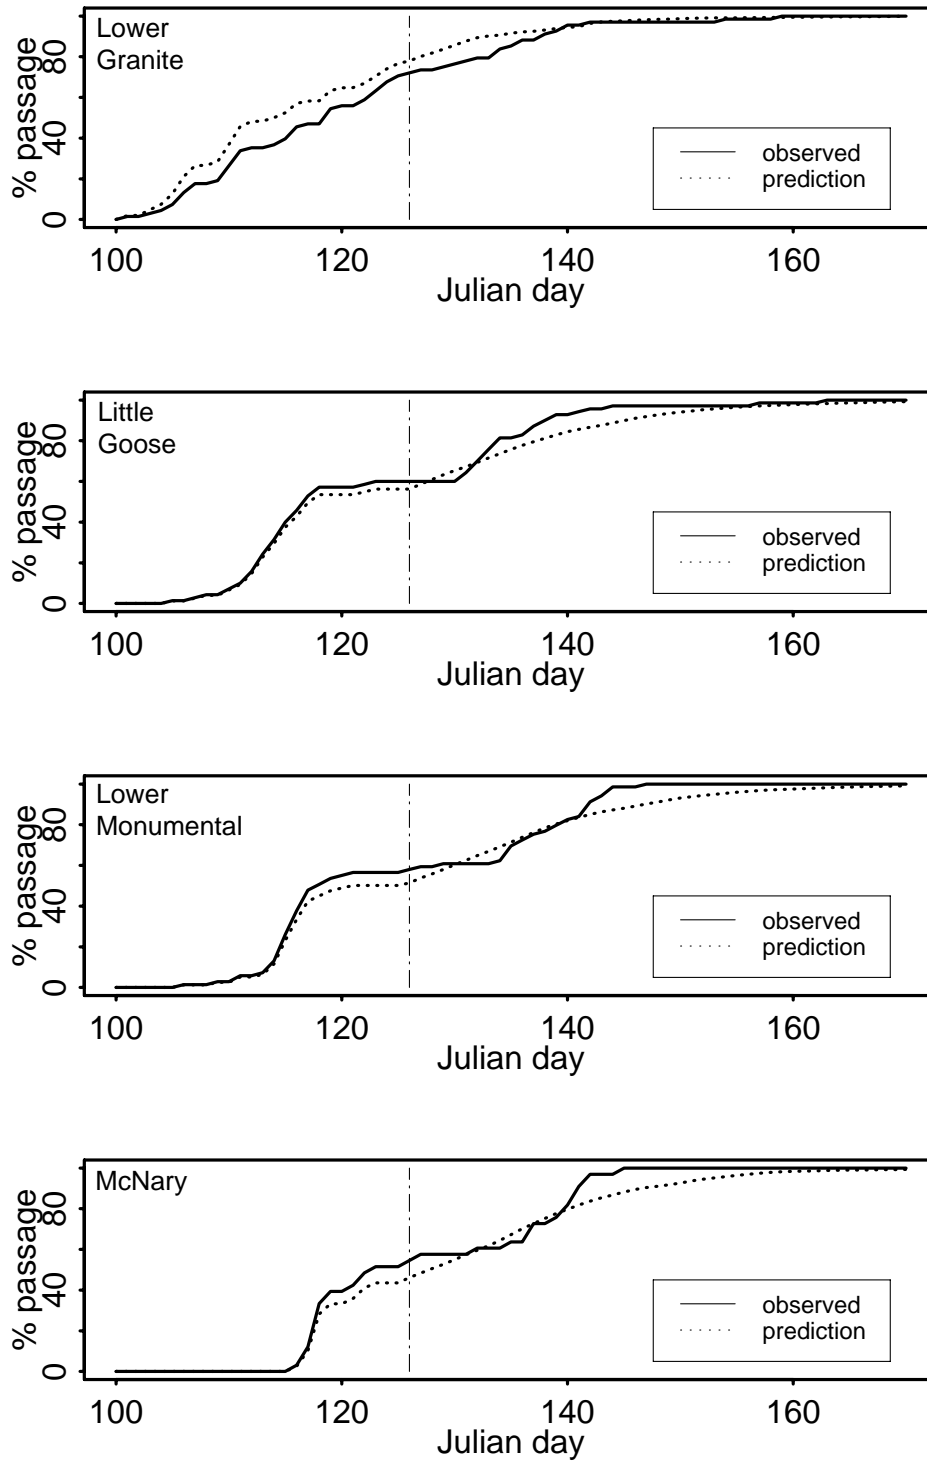 Lower
Granite
% passage
0 40 80
observed
prediction
100 120 140 160
Julian day
Little
Goose
% passage
0 40 80
observed
prediction
100 120 140 160
Julian day
Lower
Monumental
% passage
0 40 80
observed
prediction
100 120 140 160
Julian day
McNary
% passage
0 40 80
observed
prediction
100 120 140 160
Julian day